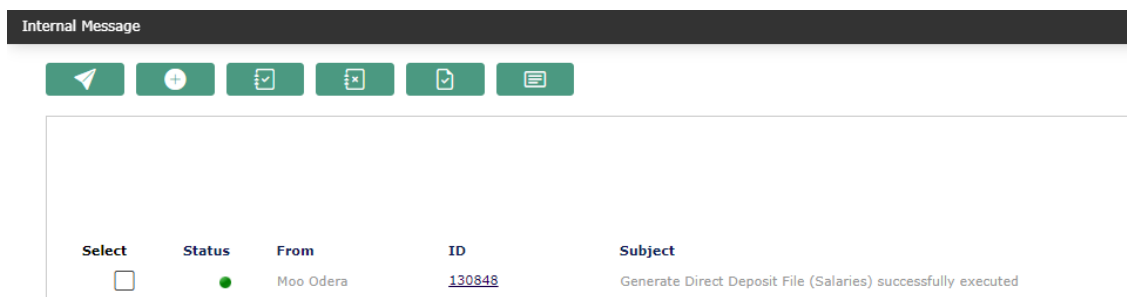 Internal Message
Select Status From ID Subject
Moo Odera 130848 Generate Direct Deposit File (Salaries) successfully executed